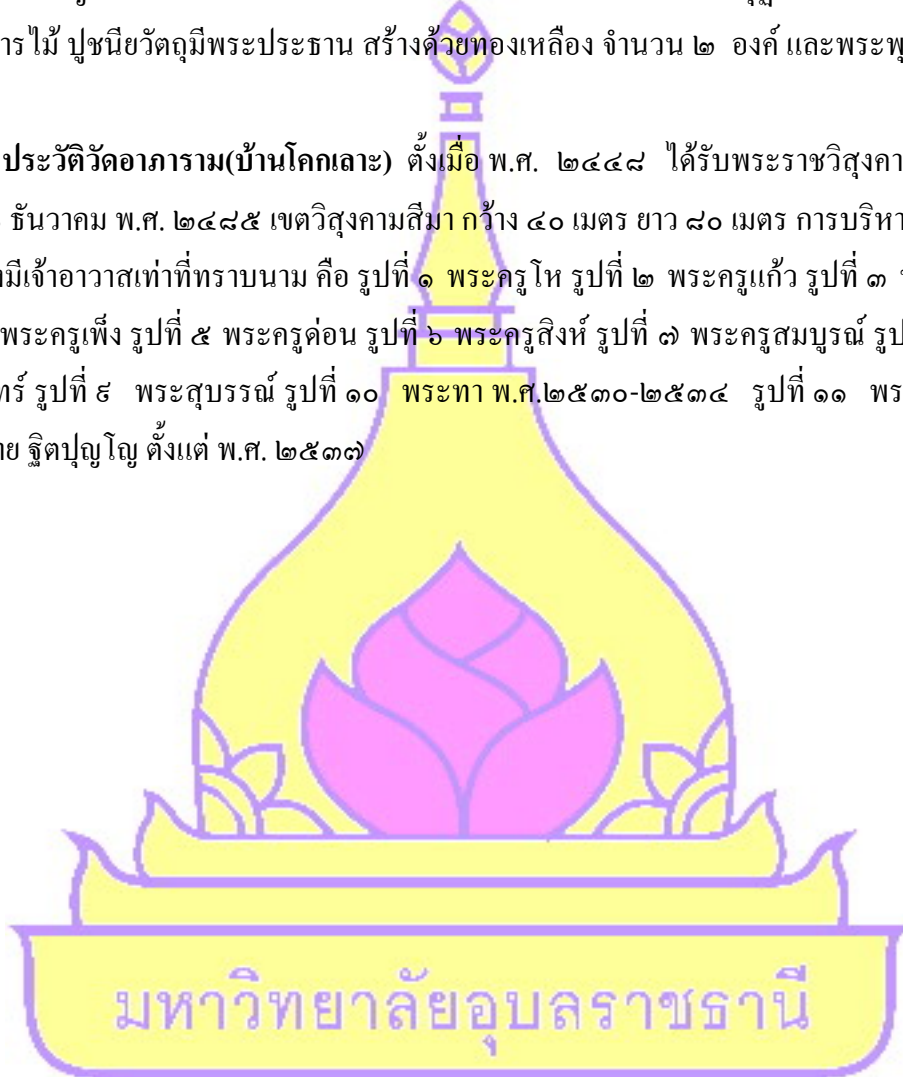 ารไม้ ปูชนียวัตถุมีพระประธาน สร้างด้วยทองเหลือง จำนวน ๒ องค์ และพระพุ
ประวัติวัดอาภาราม(บ้านโคกเลาะ) ตั้งเมื่อ พ.ศ. ๒๔๔๘ ได้รับพระราชวิสุงคา
ธันวาคม พ.ศ. ๒๔๘๕ เขตวิสุงคามสีมา กว้าง ๔๐ เมตร ยาว ๘๐ เมตร การบริหา
มีเจ้าอาวาสเท่าที่ทราบนาม คือ รูปที่ ๑ พระครูโห รูปที่ ๒ พระครูแก้ว รูปที่ ๓
พระครูเพ็ง รูปที่ ๕ พระครูด่อน รูปที่ ๖ พระครูสิงห์ รูปที่ ๗ พระครูสมบูรณ์ รูป
ทร์ รูปที่ ๙ พระสุบรรณ์ รูปที่ ๑๐ พระทา พ.ศ.๒๕๓๐-๒๕๓๔ รูปที่ ๑๑ พระ
าย ฐิตปุญโญ ตั้งแต่ พ.ศ. ๒๕๓๗
มหาวิทยาลัยอุบลราชธานี